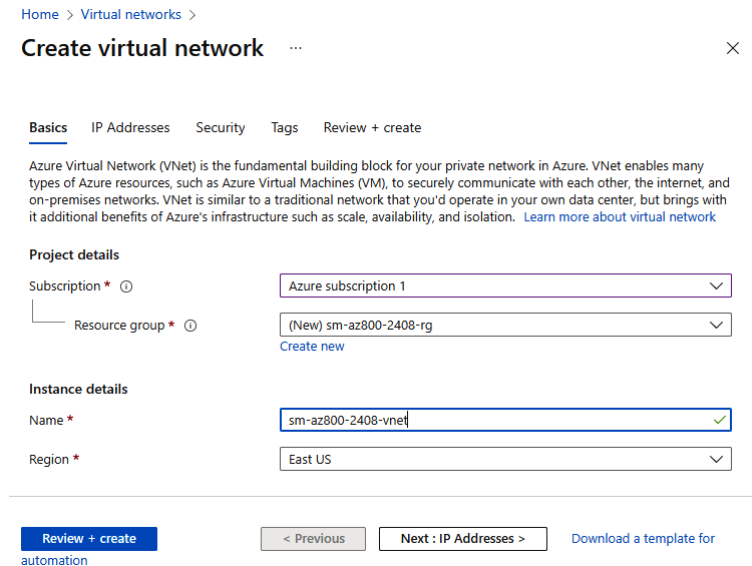 Home > Virtual networks >
Create virtual network ...
Basics IP Addresses Security Tags Review + create
Azure Virtual Network (VNet) is the fundamental building block for your private network in Azure. VNet enables many
types of Azure resources, such as Azure Virtual Machines (VM), to securely communicate with each other, the internet, and
on-premises networks. VNet is similar to a traditional network that you'd operate in your own data center, but brings with
it additional benefits of Azure's infrastructure such as scale, availability, and isolation. Learn more about virtual network
Project details
Subscription * Azure subscription 1
Resource group * (New) sm-az800-2408-rg
Create new
Instance details
Name * sm-az800-2408-vnet
Region * East US
Review + create < Previous Next : IP Addresses > Download a template for
automation